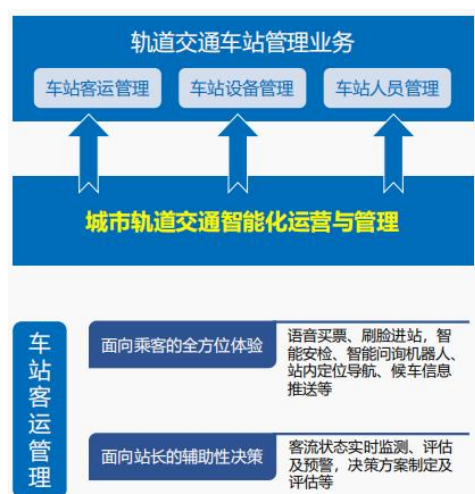 轨道交通车站管理业务
车站客运管理
车站设备管理
车站人员管理
城市轨道交通智能化运营与管理
车站客运管理
面向乘客的全方位体验
语音买票、刷脸进站，智
能安检、智能问询机器人、
站内定位导航、候车信息
推送等
面向站长的辅助性决策
客流状态实时监测、评估
及预警，决策方案制定及
评估等